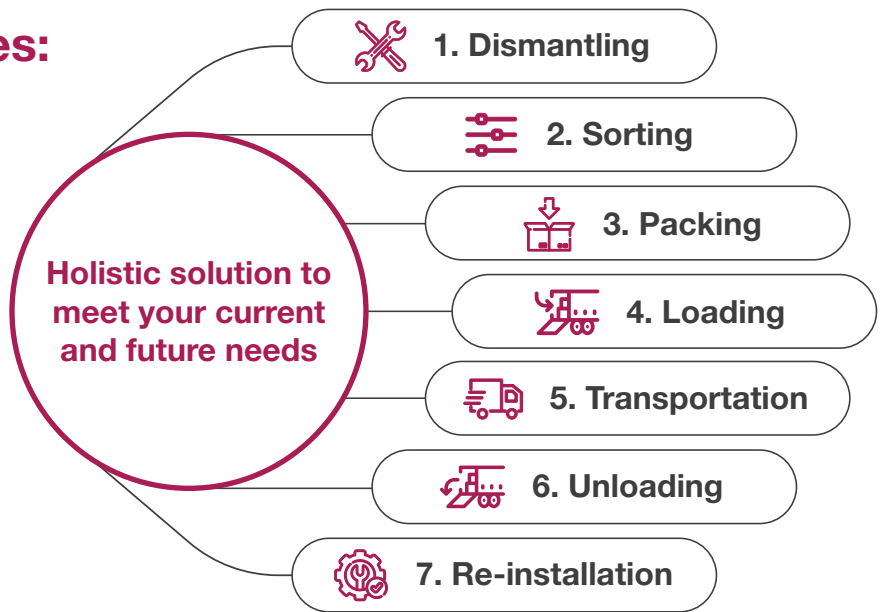 es:
1. Dismantling
2. Sorting
3. Packing
Holistic solution to
meet your current
and future needs
4. Loading
5. Transportation
6. Unloading
7. Re-installation